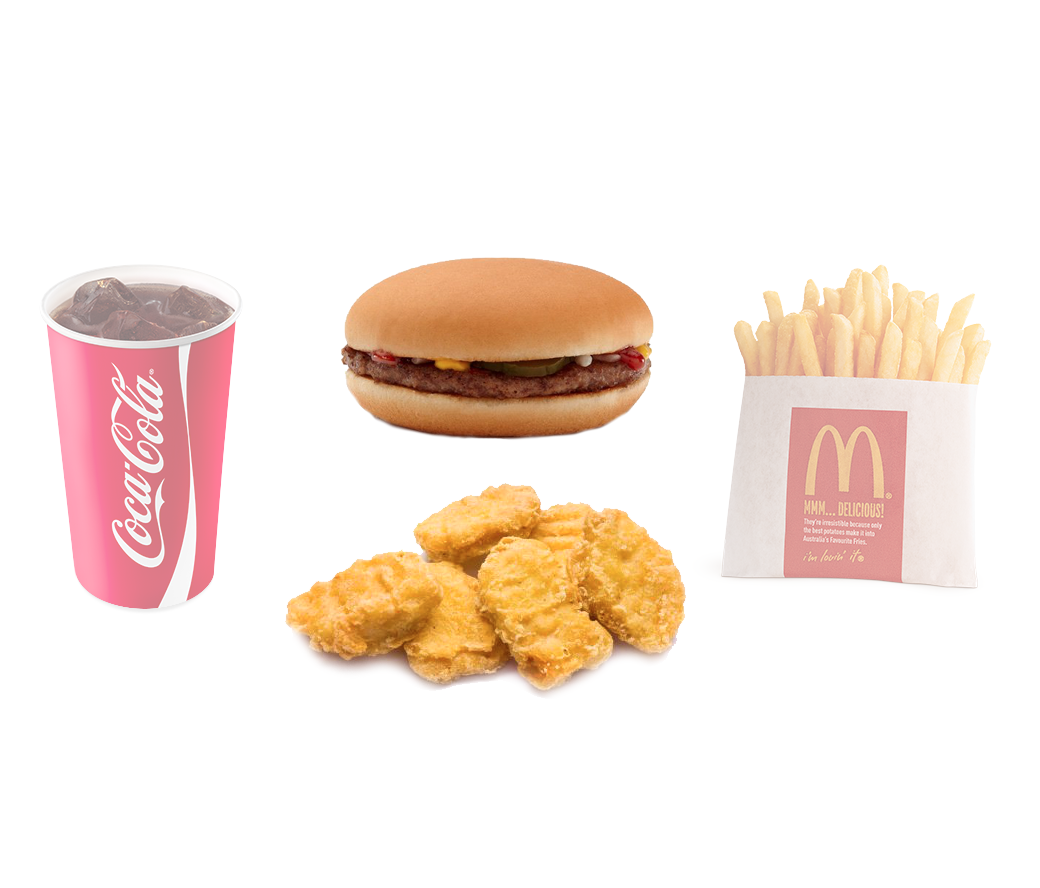 Coca-Cola®
M®
MMM... DELICIOUS!
They're irresistible because only
the best potatoes make it into
Australia's Favourite Fries.
i'm lovin' it®